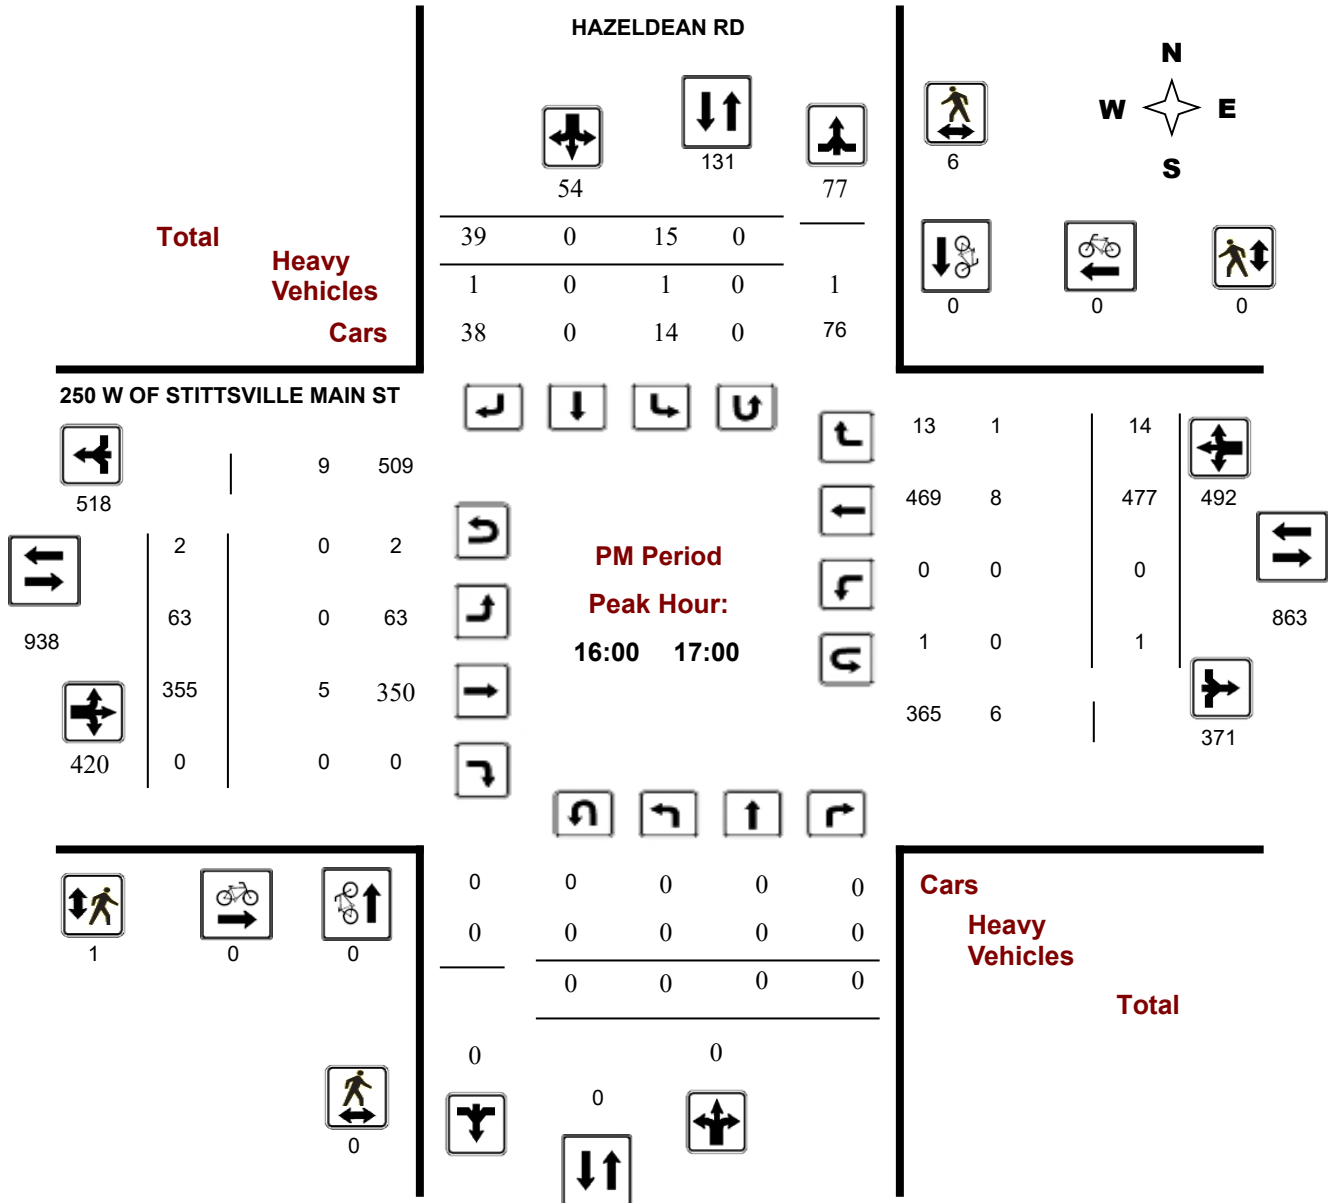 HAZELDEAN RD
N
W E
S
131
6
54 77
Total 39 0 15 0
Heavy
Vehicles 1 0 1 0 1
Cars 38 0 14 0 76
0 0 0
250 W OF STITTSVILLE MAIN ST
13 1 14
9 509
518
469 8 477 492
2 0 2
PM Period
0 0 0
63 0 63
Peak Hour:
938
863
16:00 17:00
1 0 1
355 5 350
365 6
371
420 0 0 0
0 0 0 0 0
Cars
0 0 0 0 0
Heavy
Vehicles
1 0 0
0 0 0 0
Total
0 0
0
0